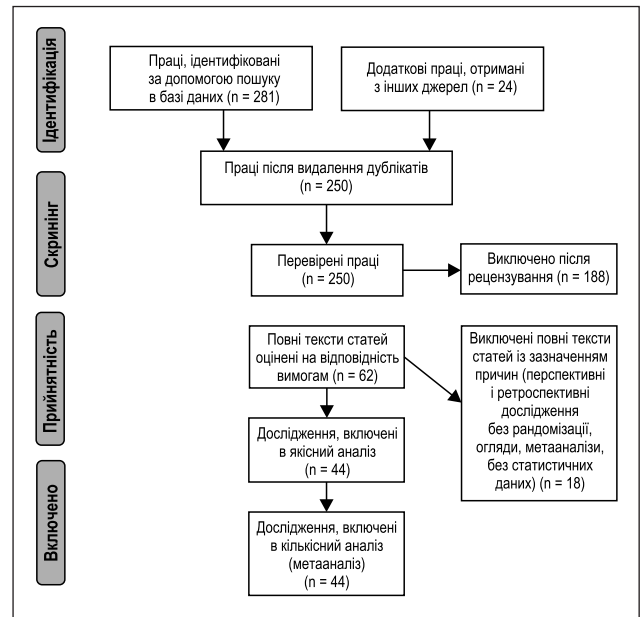 Ідентифікація
Праці, ідентифіковані
за допомогою пошуку
в базі даних (n = 281)
Додаткові праці, отримані
з інших джерел (n = 24)
Праці після видалення дублікатів
(n = 250)
Скринінг
Перевірені праці
(n = 250)
Виключено після
рецензування (n = 188)
Прийнятність
Повні тексти статей
оцінені на відповідність
вимогам (n = 62)
Виключені повні тексти
статей із зазначенням
причин (перспективні
і ретроспективні
дослідження
без рандомізації,
огляди, метааналізи,
без статистичних
даних) (n = 18)
Дослідження, включені
в якісний аналіз
(n = 44)
Включено
Дослідження, включені
в кількісний аналіз
(метааналіз)
(n = 44)